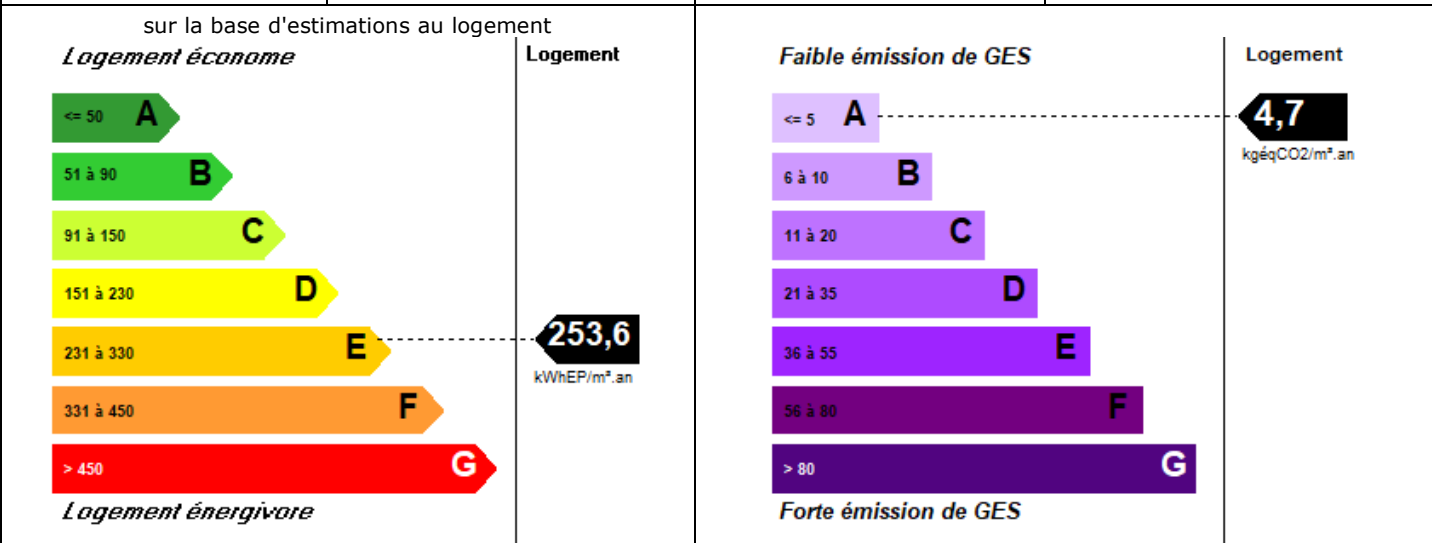 sur la base d'estimations au logement
Logement économe
Logement
<= 50 A
51 à 90 B
91 à 150 C
151 à 230 D
231 à 330 E
253,6
kWhEP/m².an
331 à 450 F
> 450 G
Logement énergivore
Faible émission de GES
Logement
<= 5 A
4,7
kgéqCO2/m².an
6 à 10 B
11 à 20 C
21 à 35 D
36 à 55 E
56 à 80 F
> 80 G
Forte émission de GES